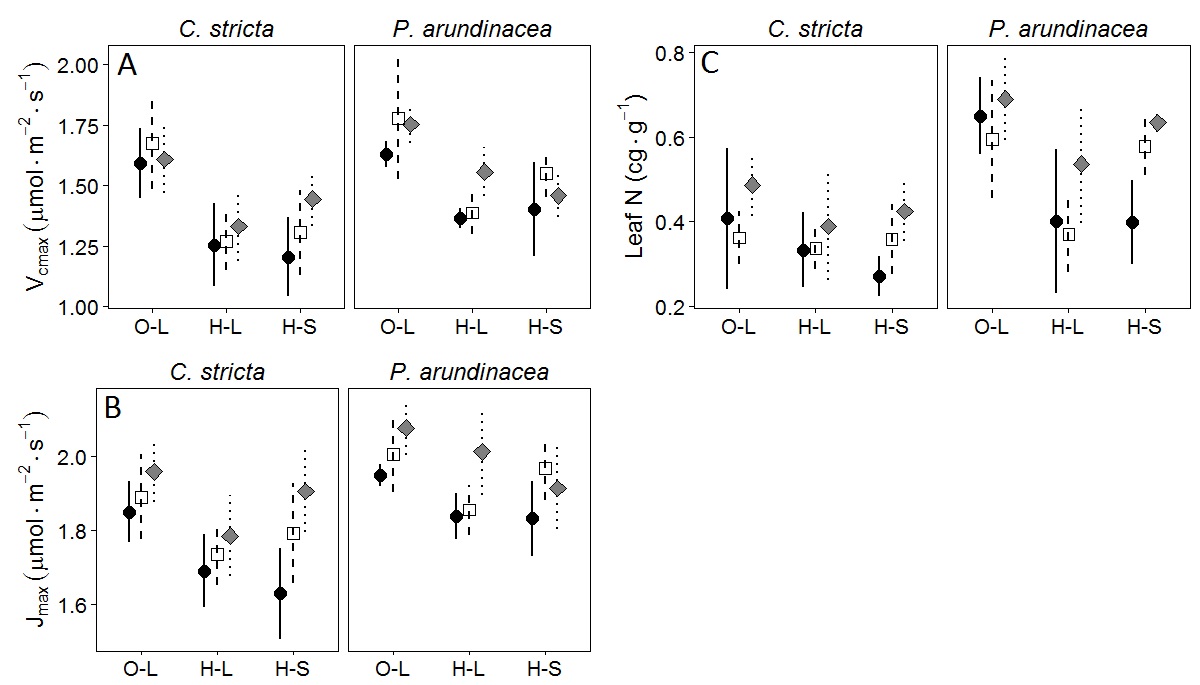 C. stricta P. arundinacea
A
Vcmax (μmol · m⁻² · s⁻¹)
2.00
1.75
1.50
1.25
1.00
O-L H-L H-S O-L H-L H-S
C. stricta P. arundinacea
C
Leaf N (cg · g⁻¹)
0.8
0.6
0.4
0.2
O-L H-L H-S O-L H-L H-S
C. stricta P. arundinacea
B
Jmax (μmol · m⁻² · s⁻¹)
2.0
1.8
1.6
O-L H-L H-S O-L H-L H-S